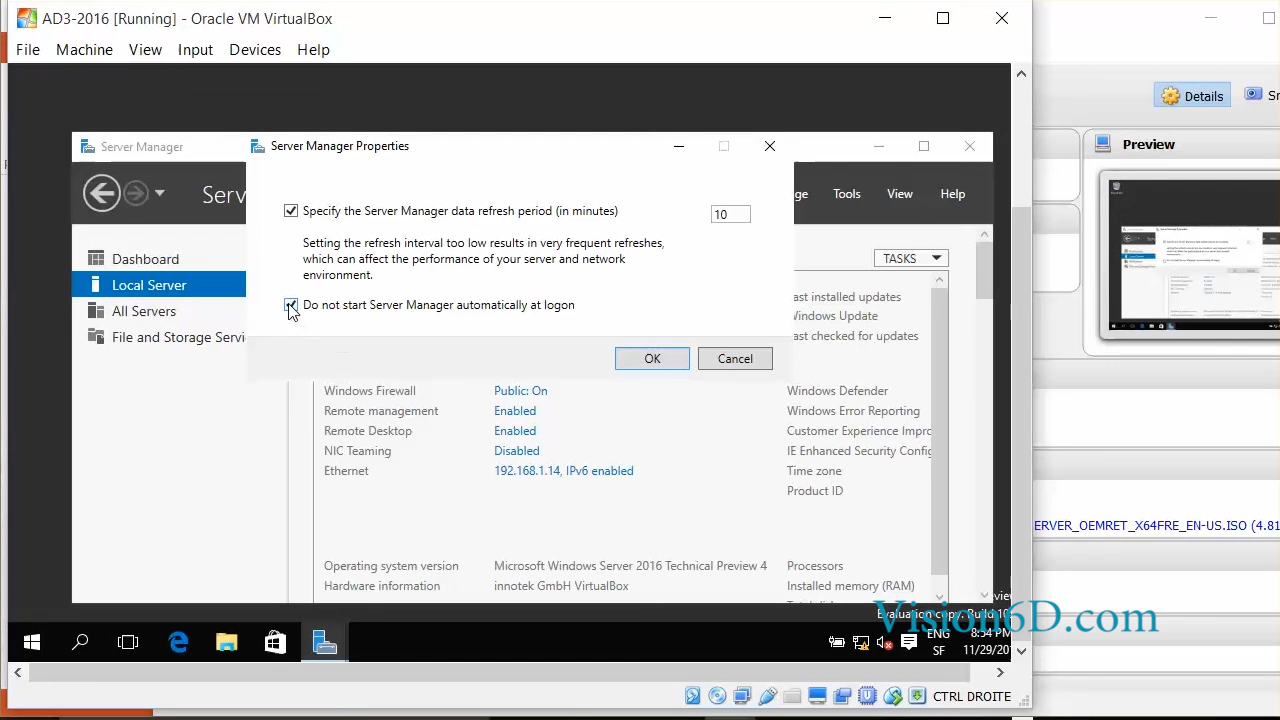 AD3-2016 [Running] - Oracle VM VirtualBox
File Machine View Input Devices Help
Details
Preview
Server Manager
Server Manager Properties
Tools View Help
Specify the Server Manager data refresh period (in minutes)
10
Setting the refresh interval too low results in very frequent refreshes,
which can affect the performance of your server and network
environment.
Do not start Server Manager automatically at logon
OK Cancel
Dashboard
Local Server
All Servers
File and Storage Servi
TASKS
ast installed updates
Windows Update
ast checked for updates
Windows Firewall Public: On Windows Defender
Remote management Enabled Windows Error Reporting
Remote Desktop Enabled Customer Experience Impro
NIC Teaming Disabled IE Enhanced Security Config
Ethernet 192.168.1.14, IPv6 enabled Time zone
Product ID
ERVER_OEMRET_X64FRE_EN-US.ISO (4.81
Operating system version Microsoft Windows Server 2016 Technical Preview 4 Processors
Hardware information innotek GmbH VirtualBox Installed memory (RAM)
Evaluation copy. Build 10
Vision6D.com
ENG 8:54 PM
SF 11/29/20
CTRL DROITE